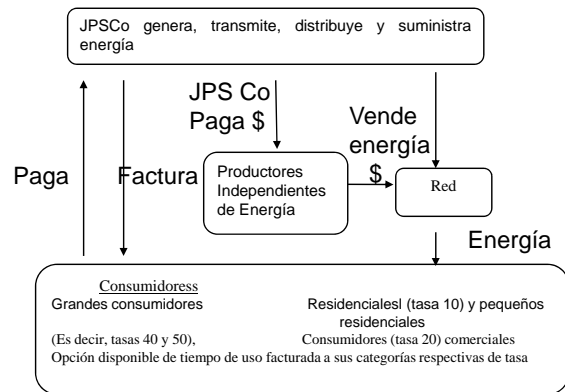 JPSCo genera, transmite, distribuye y suministra
energía
JPS Co
Paga $
Vende
energía
$
Paga
Factura
Productores
Independientes
de Energía
Red
Energía
Consumidoress
Grandes consumidores
Residencialesl (tasa 10) y pequeños
residenciales
(Es decir, tasas 40 y 50),
Consumidores (tasa 20) comerciales
Opción disponible de tiempo de uso facturada a sus categorías respectivas de tasa